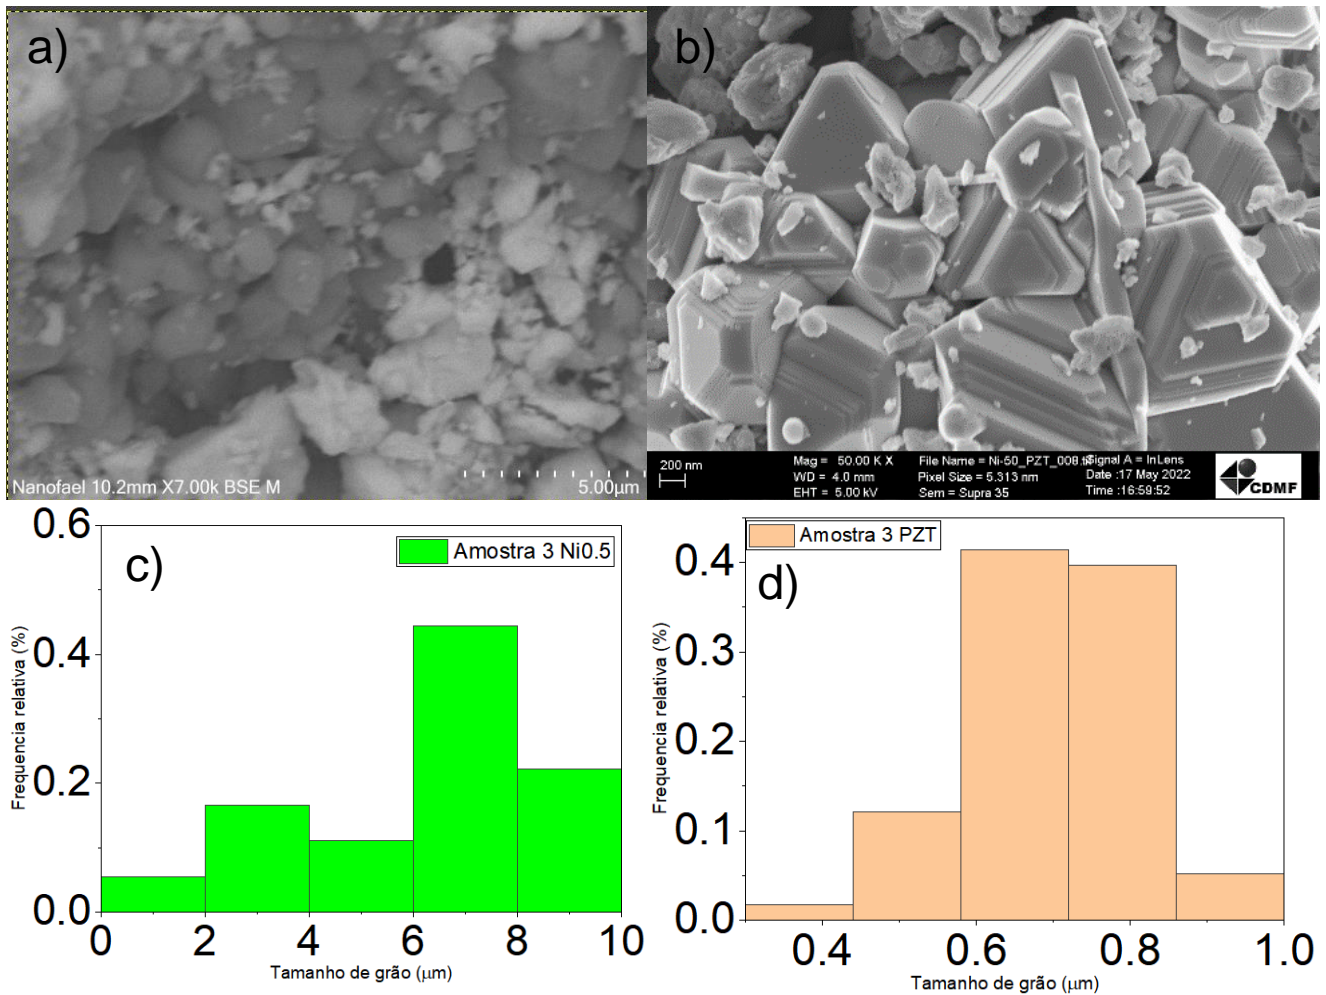 a)
Nanofael 10.2mm X7.00k BSE M
5.00µm
b)
200 nm
Mag = 50.00 K X
WD = 4.0 mm
EHT = 5.00 kV
File Name = Ni-50_PZT_008.tif
Pixel Size = 5.313 nm
Sem = Supra 35
Signal A = InLens
Date :17 May 2022
Time :16:59:52
CDMF
c)
Amostra 3 Ni0.5
Frequencia relativa (%)
0.6
0.4
0.2
0.0
0 2 4 6 8 10
Tamanho de grão (µm)
d)
Amostra 3 PZT
Frequencia relativa (%)
0.4
0.3
0.2
0.1
0.0
0.4 0.6 0.8 1.0
Tamanho de grão (µm)